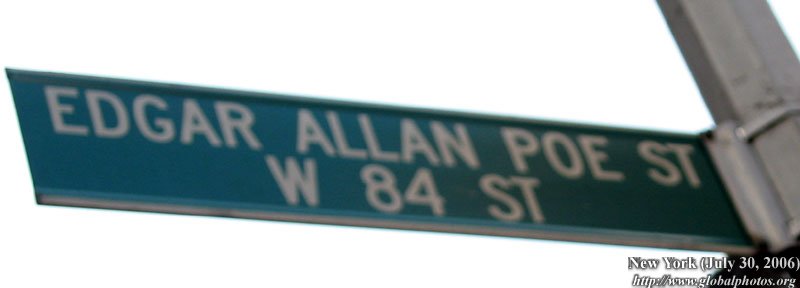 EDGAR ALLAN POE ST
W 84 ST
New York (July 30, 2006)
http://www.globalphotos.org